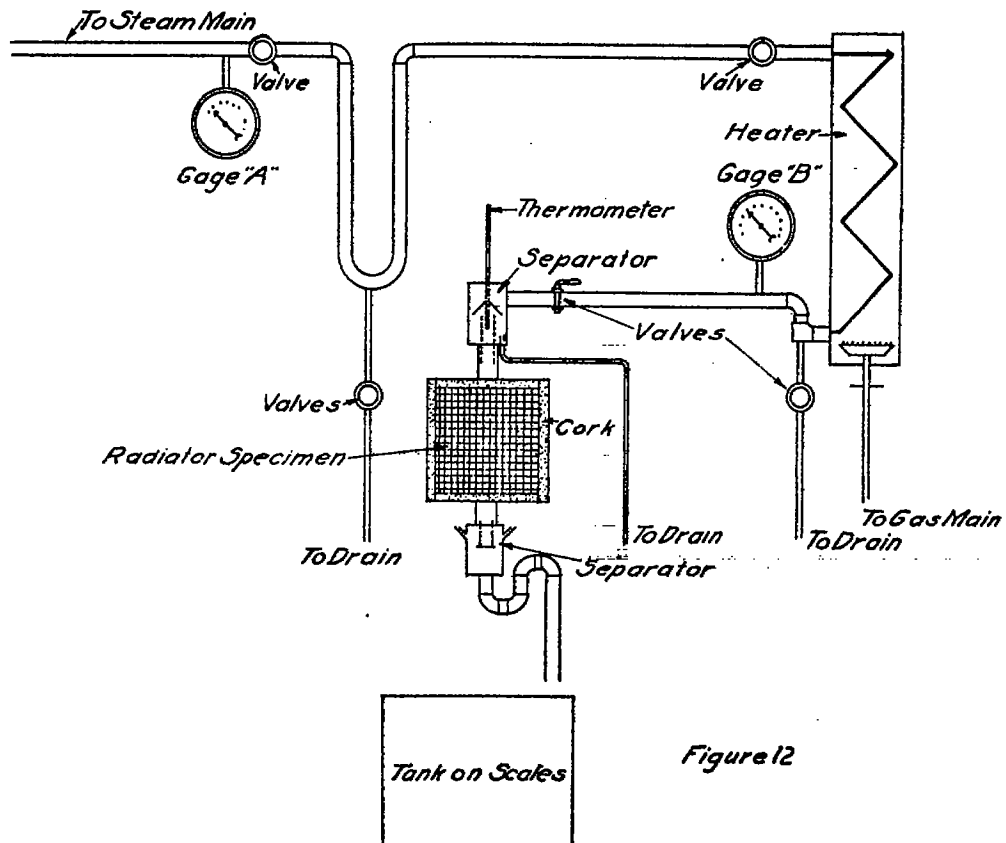 To Steam Main
Valve
Valve
Gage "A"
Heater
Gage "B"
Thermometer
Separator
Valves
Valves
Cork
Radiator Specimen
To Drain
To Drain
To Drain
To Gas Main
Separator
Tank on Scales
Figure 12